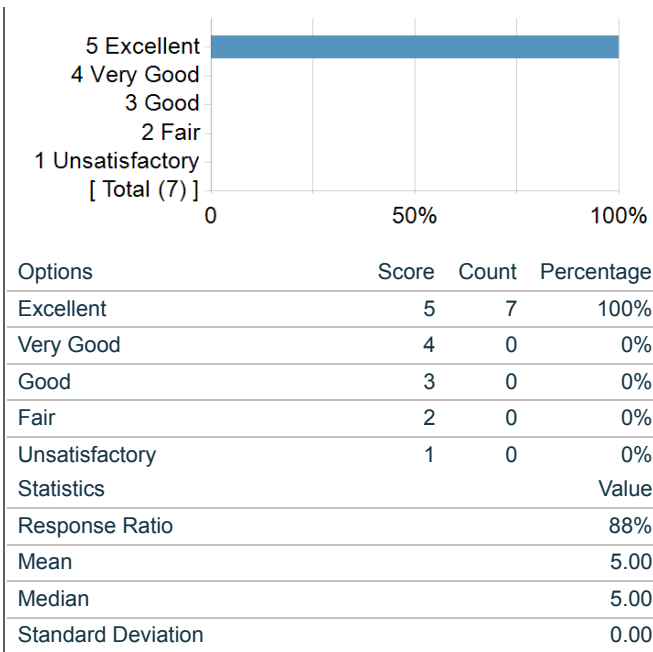 5 Excellent
4 Very Good
3 Good
2 Fair
1 Unsatisfactory
[ Total (7) ]
0 50% 100%
Options Score Count Percentage
Excellent 5 7 100%
Very Good 4 0 0%
Good 3 0 0%
Fair 2 0 0%
Unsatisfactory 1 0 0%
Statistics Value
Response Ratio 88%
Mean 5.00
Median 5.00
Standard Deviation 0.00